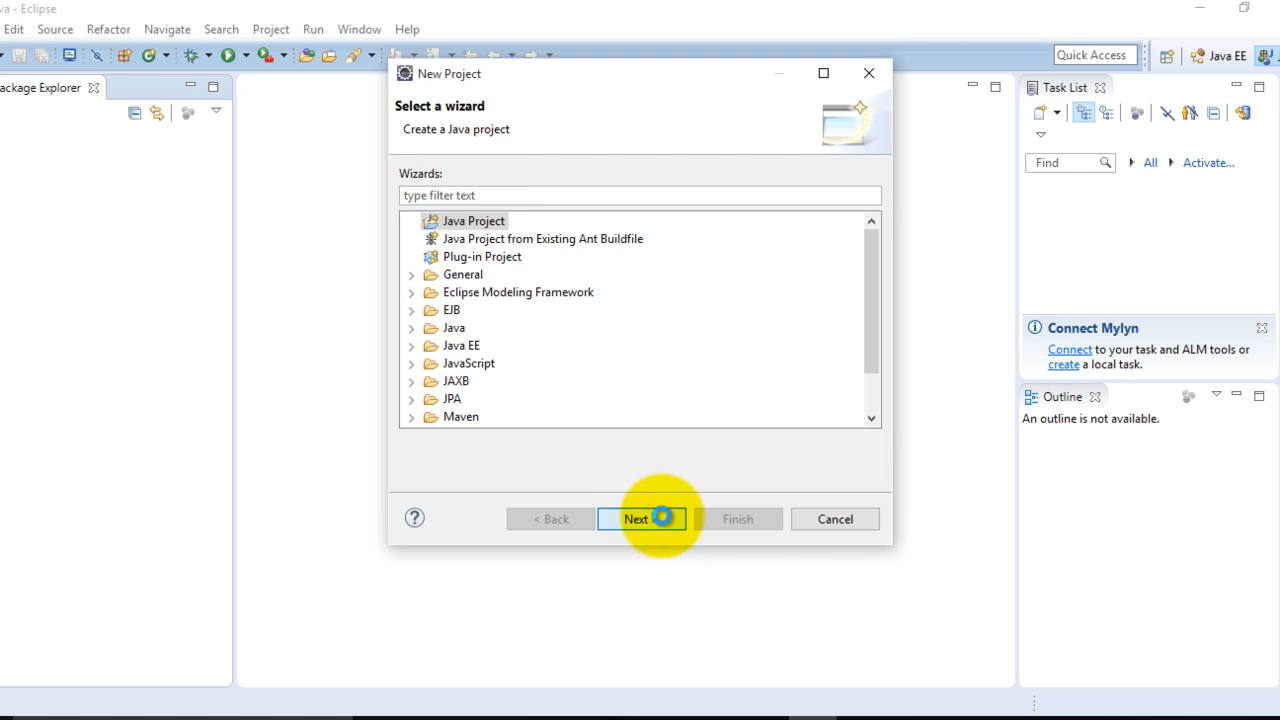 va - Eclipse
Edit Source Refactor Navigate Search Project Run Window Help
Quick Access
Java EE
ackage Explorer
New Project
Select a wizard
Create a Java project
Wizards:
type filter text
Java Project
Java Project from Existing Ant Buildfile
Plug-in Project
General
Eclipse Modeling Framework
EJB
Java
Java EE
JavaScript
JAXB
JPA
Maven
< Back
Next
Finish
Cancel
Task List
Find
All
Activate...
Connect Mylyn
Connect to your task and ALM tools or
create a local task.
Outline
An outline is not available.